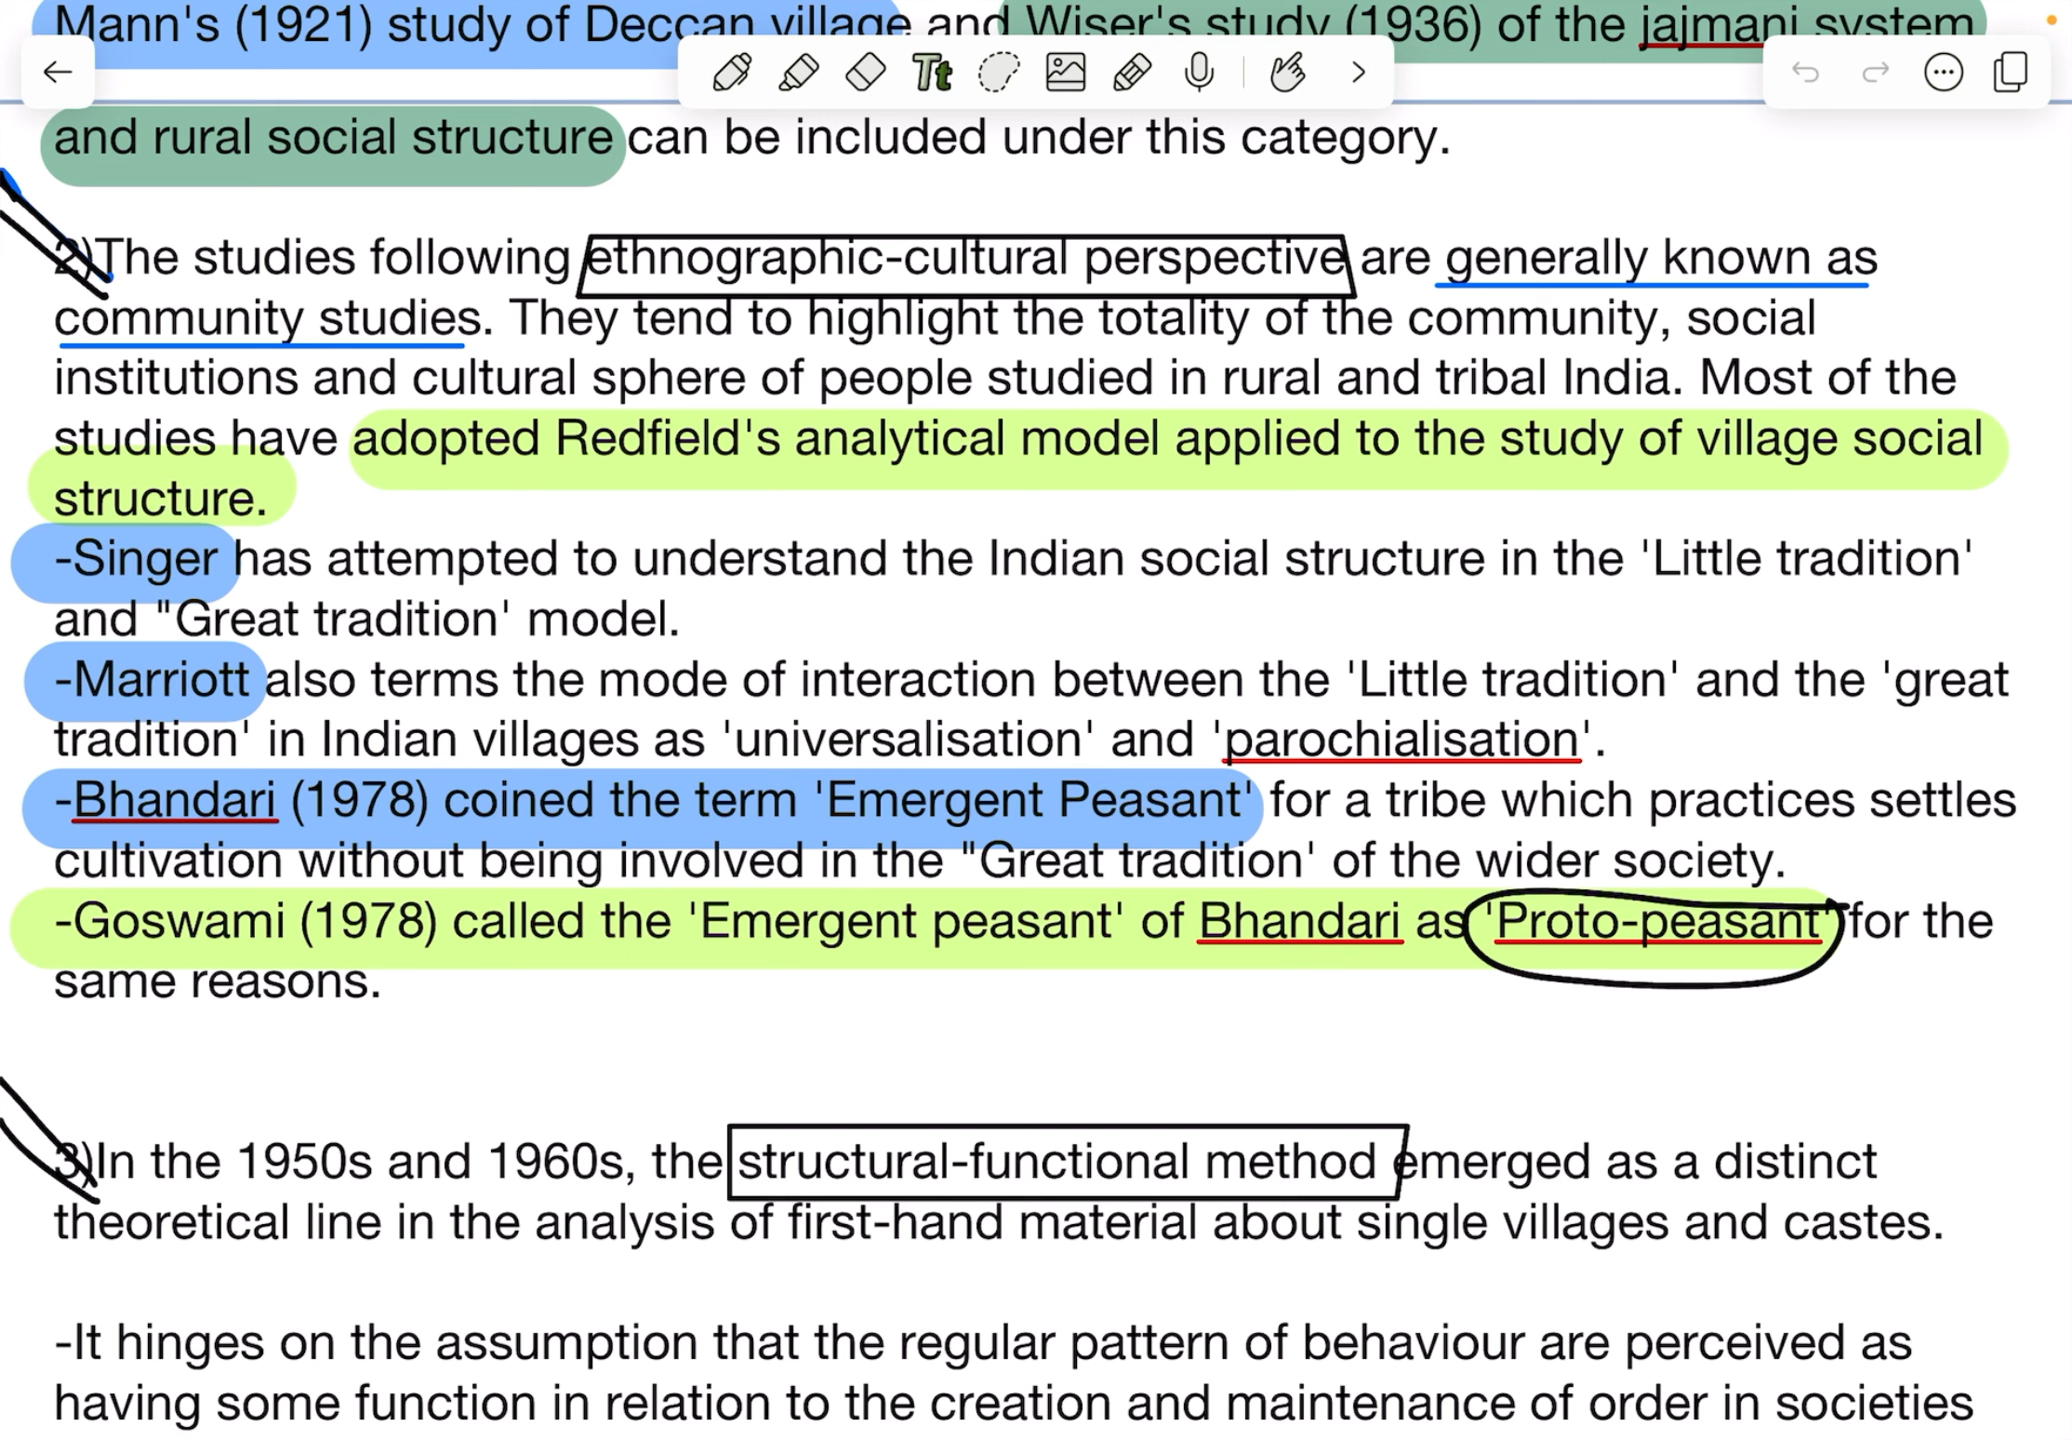 Mann's (1921) study of Deccan village and Wiser's study (1936) of the jajmani system
Tt
and rural social structure can be included under this category.
2)The studies following ethnographic-cultural perspective are generally known as
community studies. They tend to highlight the totality of the community, social
institutions and cultural sphere of people studied in rural and tribal India. Most of the
studies have adopted Redfield's analytical model applied to the study of village social
structure.
-Singer has attempted to understand the Indian social structure in the 'Little tradition'
and "Great tradition' model.
-Marriott also terms the mode of interaction between the 'Little tradition' and the 'great
tradition' in Indian villages as 'universalisation' and 'parochialisation'.
-Bhandari (1978) coined the term 'Emergent Peasant' for a tribe which practices settles
cultivation without being involved in the "Great tradition' of the wider society.
-Goswami (1978) called the 'Emergent peasant' of Bhandari as 'Proto-peasant' for the
same reasons.
3)In the 1950s and 1960s, the structural-functional method emerged as a distinct
theoretical line in the analysis of first-hand material about single villages and castes.
-It hinges on the assumption that the regular pattern of behaviour are perceived as
having some function in relation to the creation and maintenance of order in societies